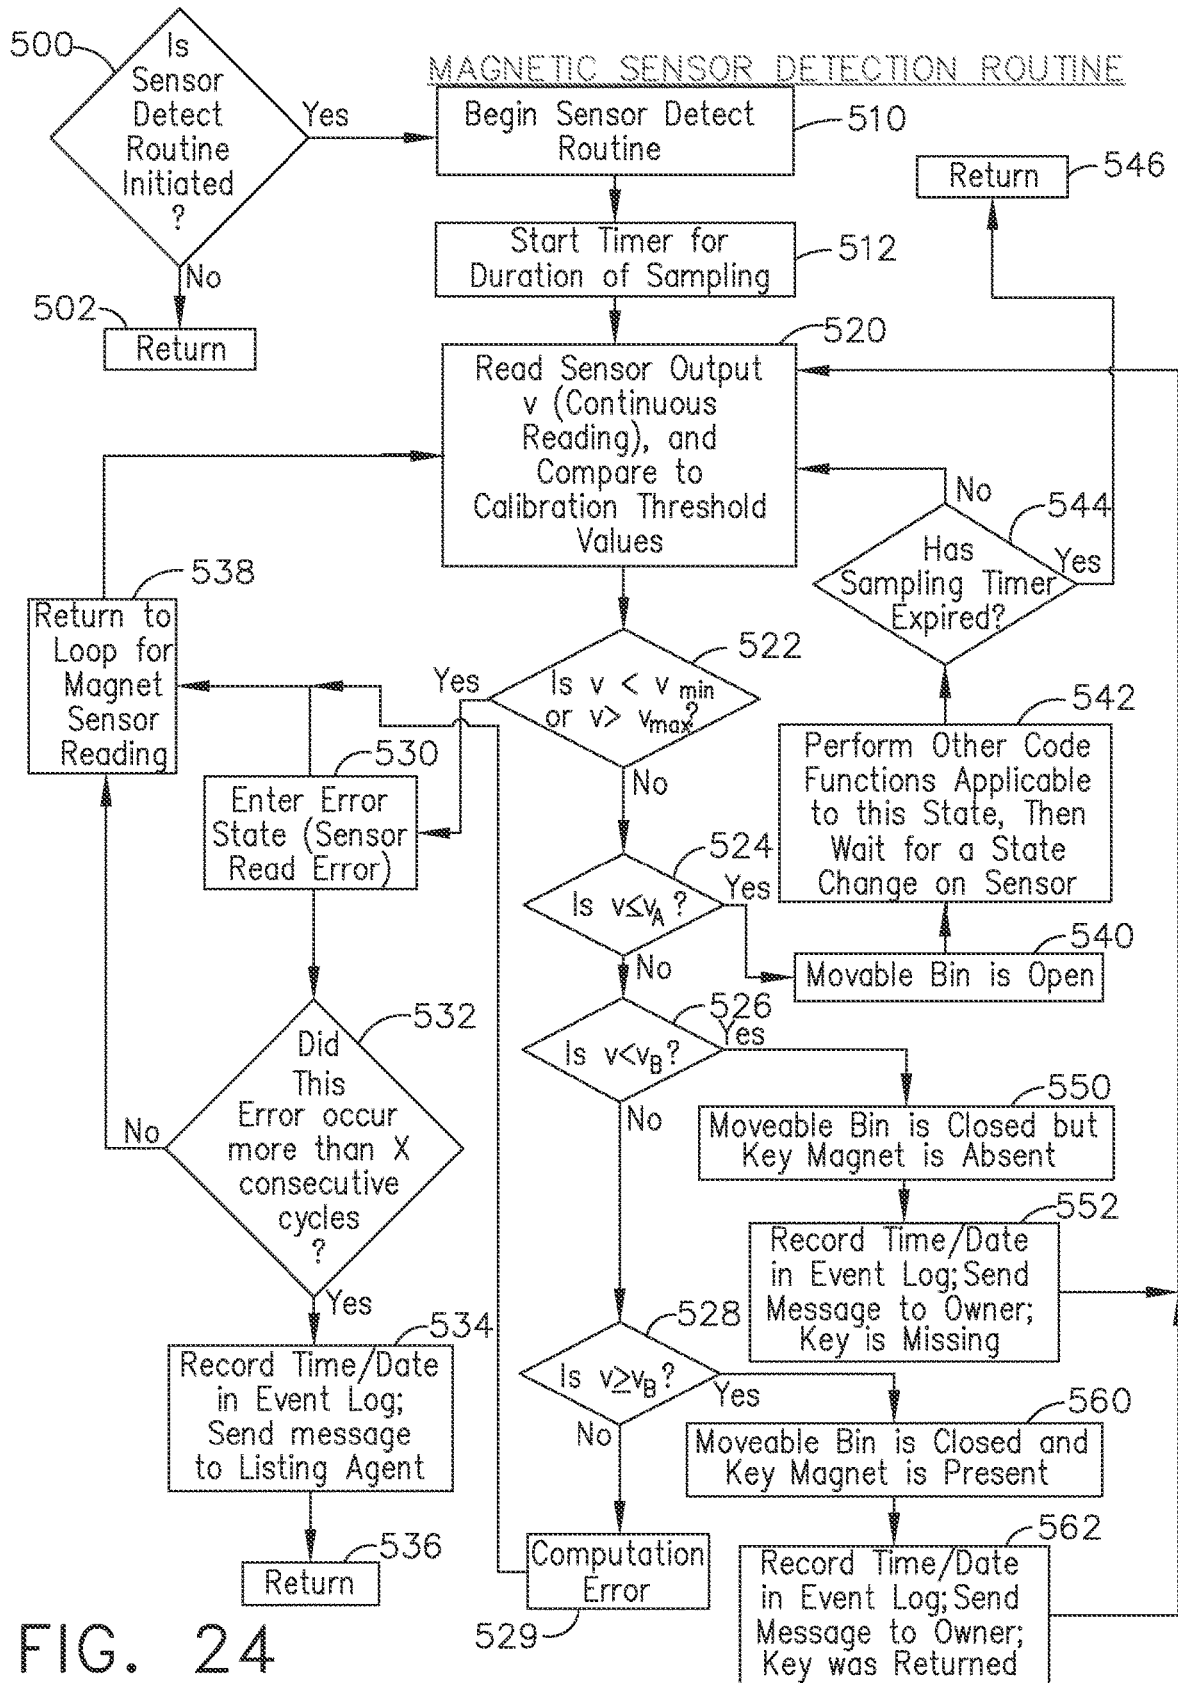 500
Is
Sensor
Detect
Routine
Initiated
?
Yes
No
502
Return
MAGNETIC SENSOR DETECTION ROUTINE
Begin Sensor Detect
Routine
510
Start Timer for
Duration of Sampling
512
520
Read Sensor Output
v (Continuous
Reading), and
Compare to
Calibration Threshold
Values
Return
546
No
544
Has
Sampling Timer
Expired?
Yes
538
Return to
Loop for
Magnet
Sensor
Reading
522
Is v < v min
or v> vmax?
Yes
No
530
Enter Error
State (Sensor
Read Error)
542
Perform Other Code
Functions Applicable
to this State, Then
Wait for a State
Change on Sensor
524
Is v≤vA ?
Yes
No
540
Movable Bin is Open
526
Is v<vB?
Yes
No
532
Did
This
Error occur
more than X
consecutive
cycles
?
No
Yes
550
Moveable Bin is Closed but
Key Magnet is Absent
552
Record Time/Date
in Event Log; Send
Message to Owner;
Key is Missing
534
Record Time/Date
in Event Log;
Send message
to Listing Agent
528
Is v≥vB?
Yes
No
560
Moveable Bin is Closed and
Key Magnet is Present
536
Return
Computation
Error
529
562
Record Time/Date
in Event Log; Send
Message to Owner;
Key was Returned
FIG. 24